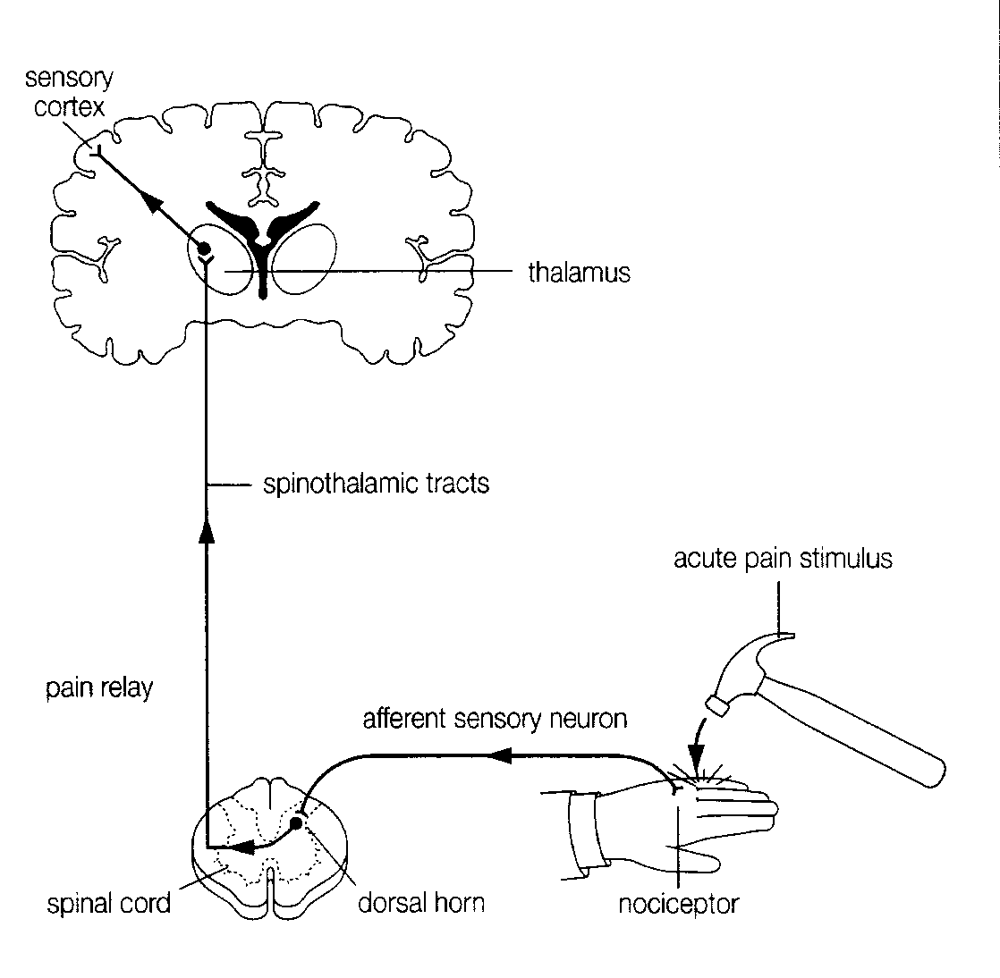 sensory
cortex
thalamus
spinothalamic tracts
acute pain stimulus
pain relay
afferent sensory neuron
spinal cord
dorsal horn
nociceptor